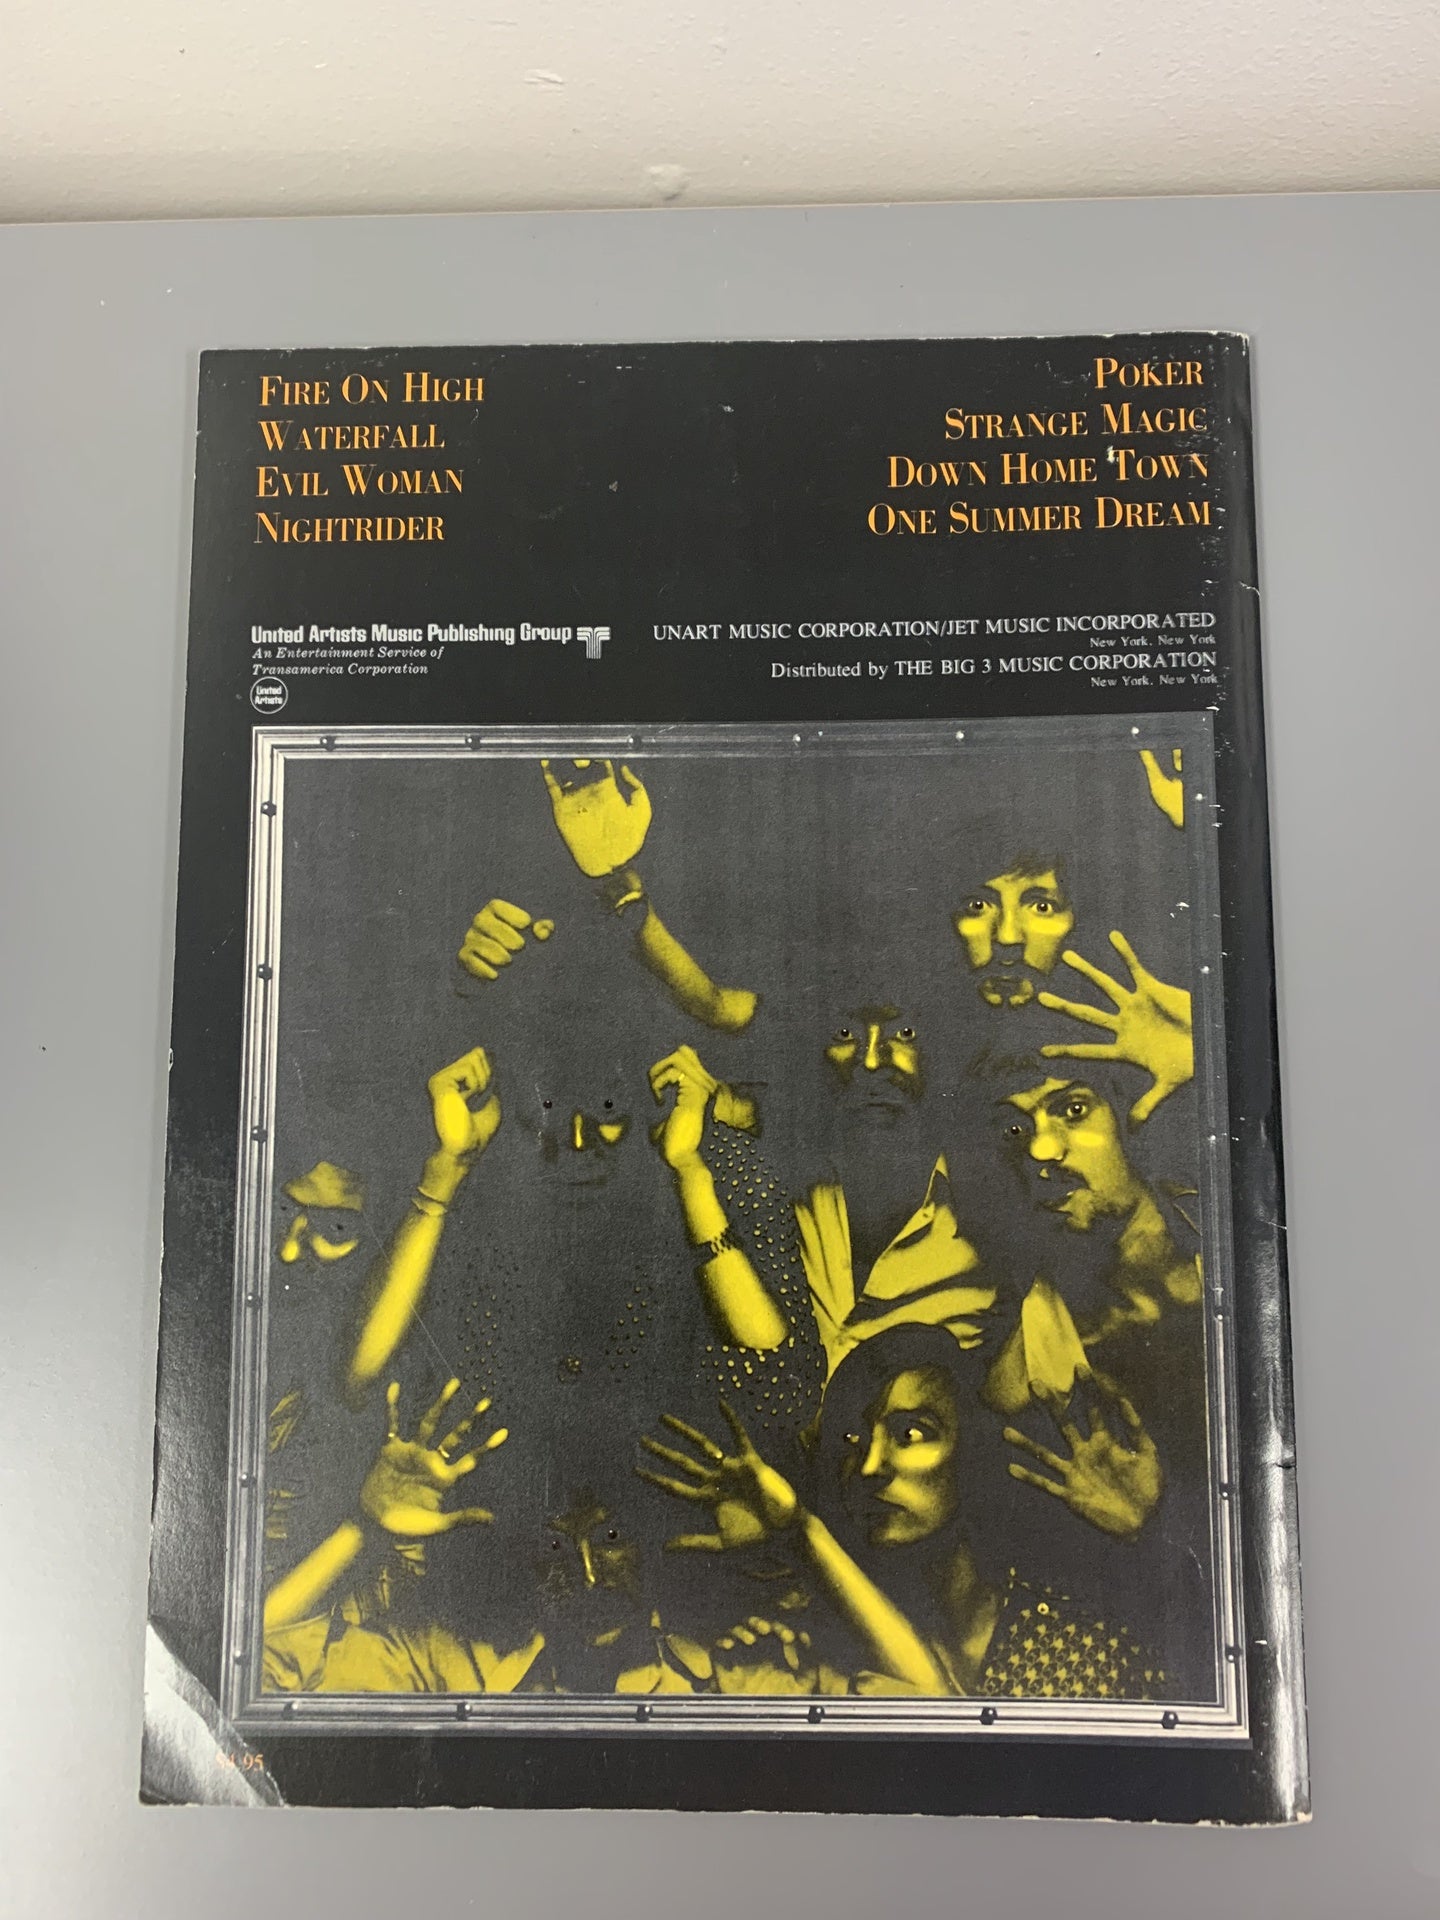 FIRE ON HIGH
WATERFALL
EVIL WOMAN
NIGHTRIDER
POKER
STRANGE MAGIC
DOWN HOME TOWN
ONE SUMMER DREAM
United Artists Music Publishing Group
An Entertainment Service of
Transamerica Corporation
United
Artists
UNART MUSIC CORPORATION/JET MUSIC INCORPORATED
New York, New York
Distributed by THE BIG 3 MUSIC CORPORATION
New York, New York
$4.95